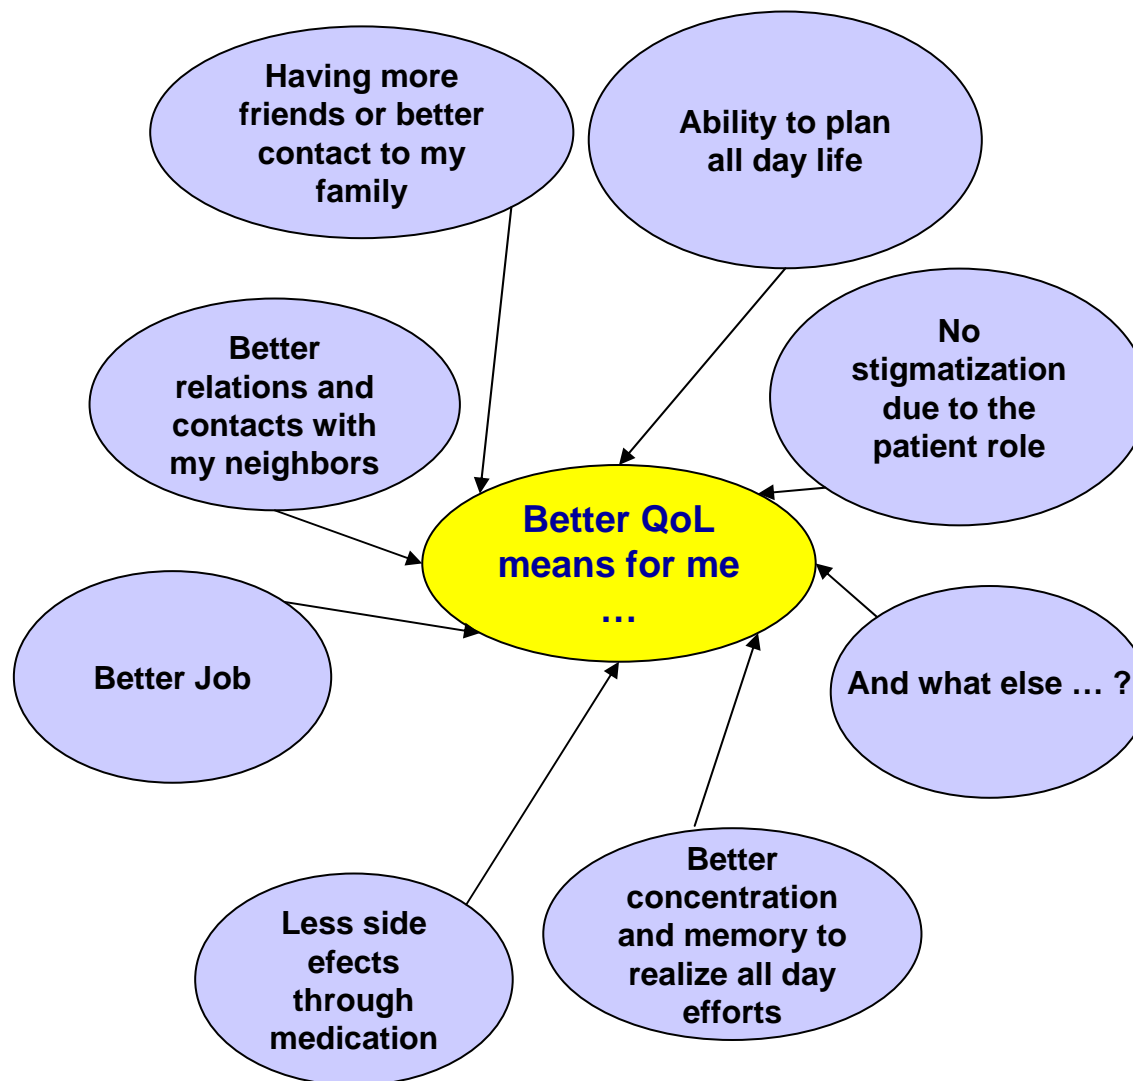 Having more
friends or better
contact to my
family
Ability to plan
all day life
Better
relations and
contacts with
my neighbors
No
stigmatization
due to the
patient role
Better QoL
means for me
…
Better Job
And what else … ?
Less side
efects
through
medication
Better
concentration
and memory to
realize all day
efforts